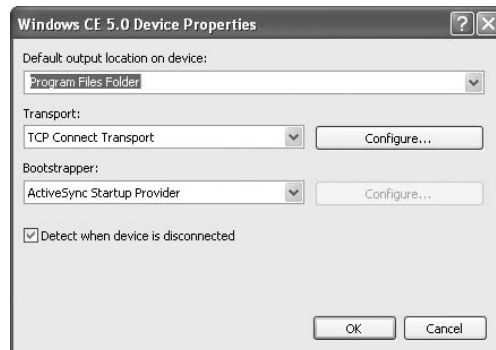 Windows CE 5.0 Device Properties
Default output location on device:
Program Files Folder
Transport:
TCP Connect Transport
Configure...
Bootstrapper:
ActiveSync Startup Provider
Configure...
Detect when device is disconnected
OK
Cancel